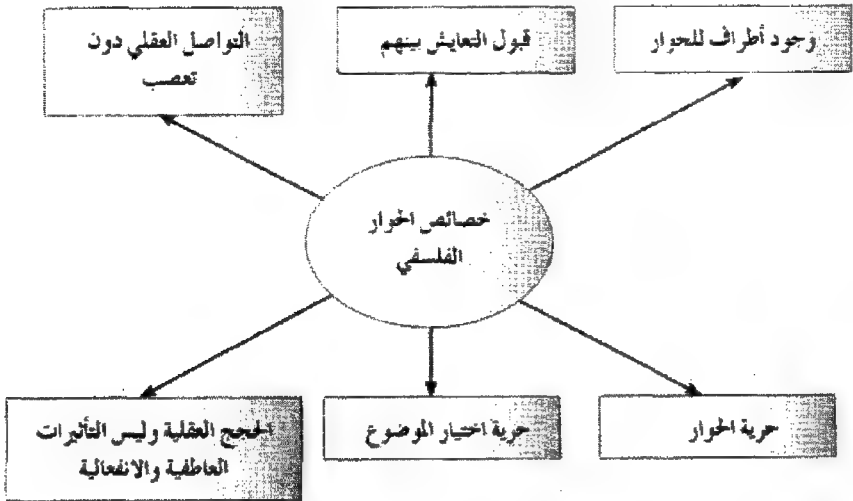 وجود أطراف للحوار
قبول التعايش بينهم
التواصل العقلي دون
تعصب
خصائص الحوار
الفلسفي
حرية الحوار
حرية اختيار الموضوع
الحجج العقلية وليس التأثيرات
العاطفية والانفعالية